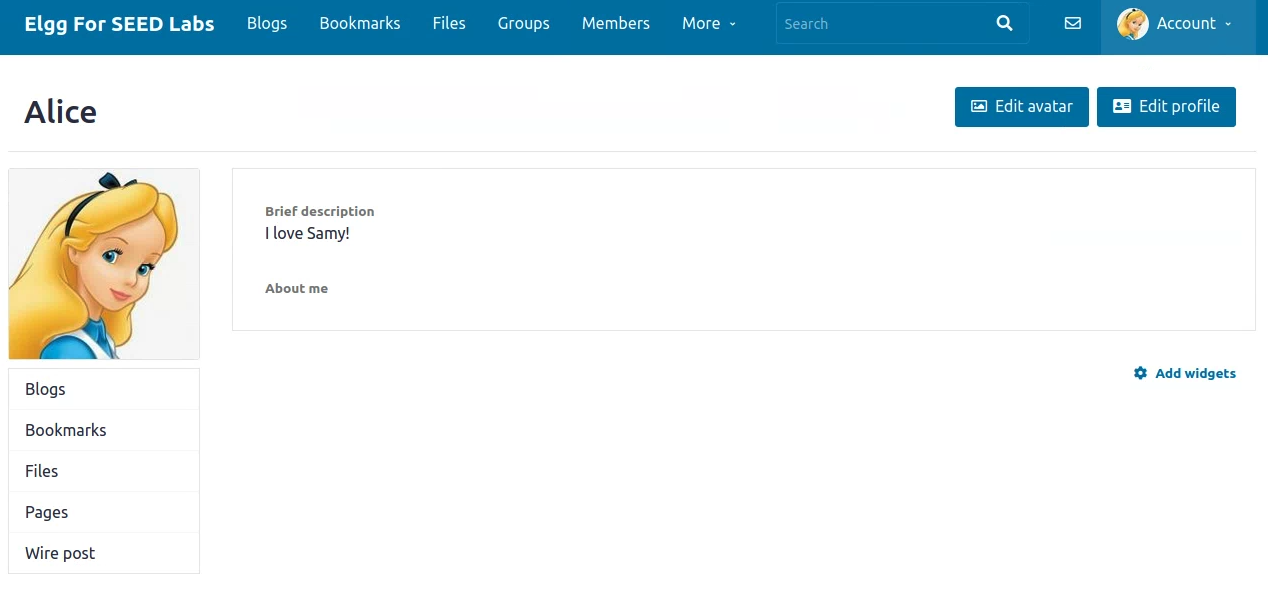 Elgg For SEED Labs Blogs Bookmarks Files Groups Members More Search Account
Alice
Edit avatar Edit profile
Brief description
I love Samy!
About me
Add widgets
Blogs
Bookmarks
Files
Pages
Wire post